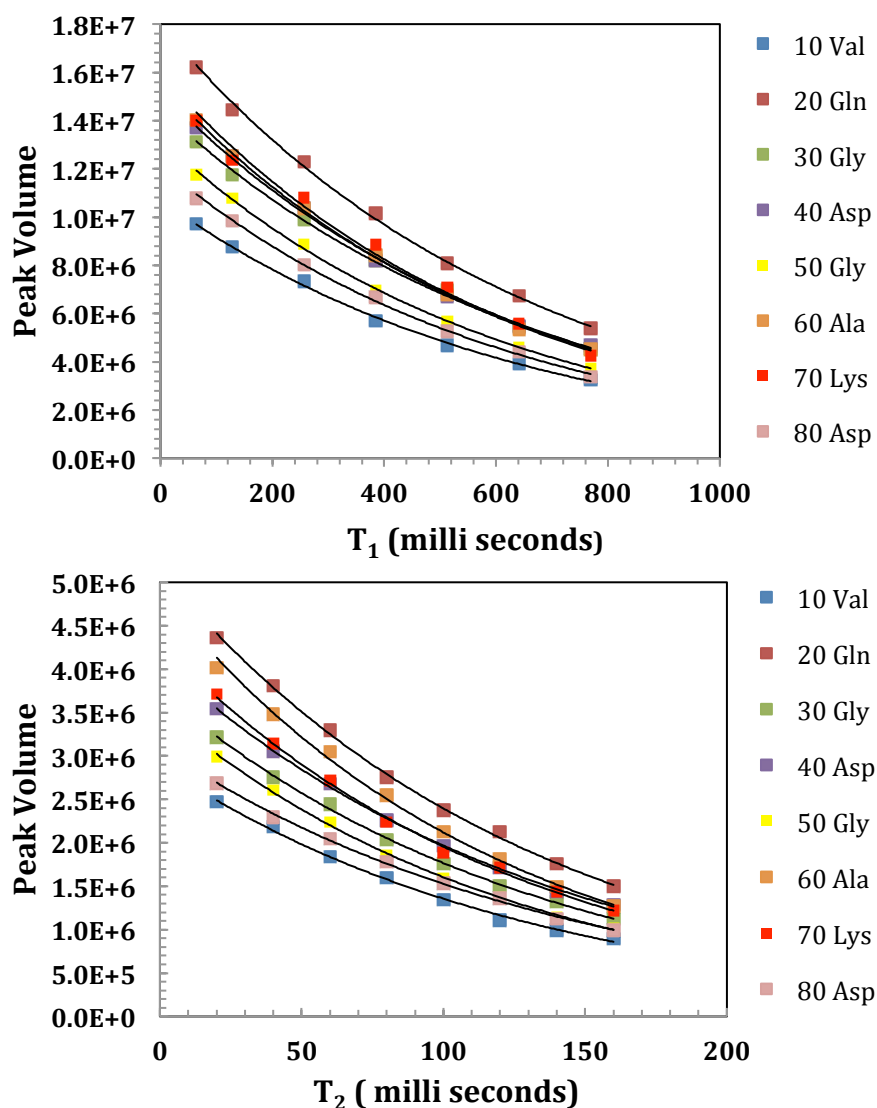 1.8E+7
1.6E+7
1.4E+7
1.2E+7
1.0E+7
8.0E+6
6.0E+6
4.0E+6
2.0E+6
0.0E+0
Peak Volume
0 200 400 600 800 1000
T₁ (milli seconds)
10 Val
20 Gln
30 Gly
40 Asp
50 Gly
60 Ala
70 Lys
80 Asp
5.0E+6
4.5E+6
4.0E+6
3.5E+6
3.0E+6
2.5E+6
2.0E+6
1.5E+6
1.0E+6
5.0E+5
0.0E+0
Peak Volume
0 50 100 150 200
T₂ ( milli seconds)
10 Val
20 Gln
30 Gly
40 Asp
50 Gly
60 Ala
70 Lys
80 Asp